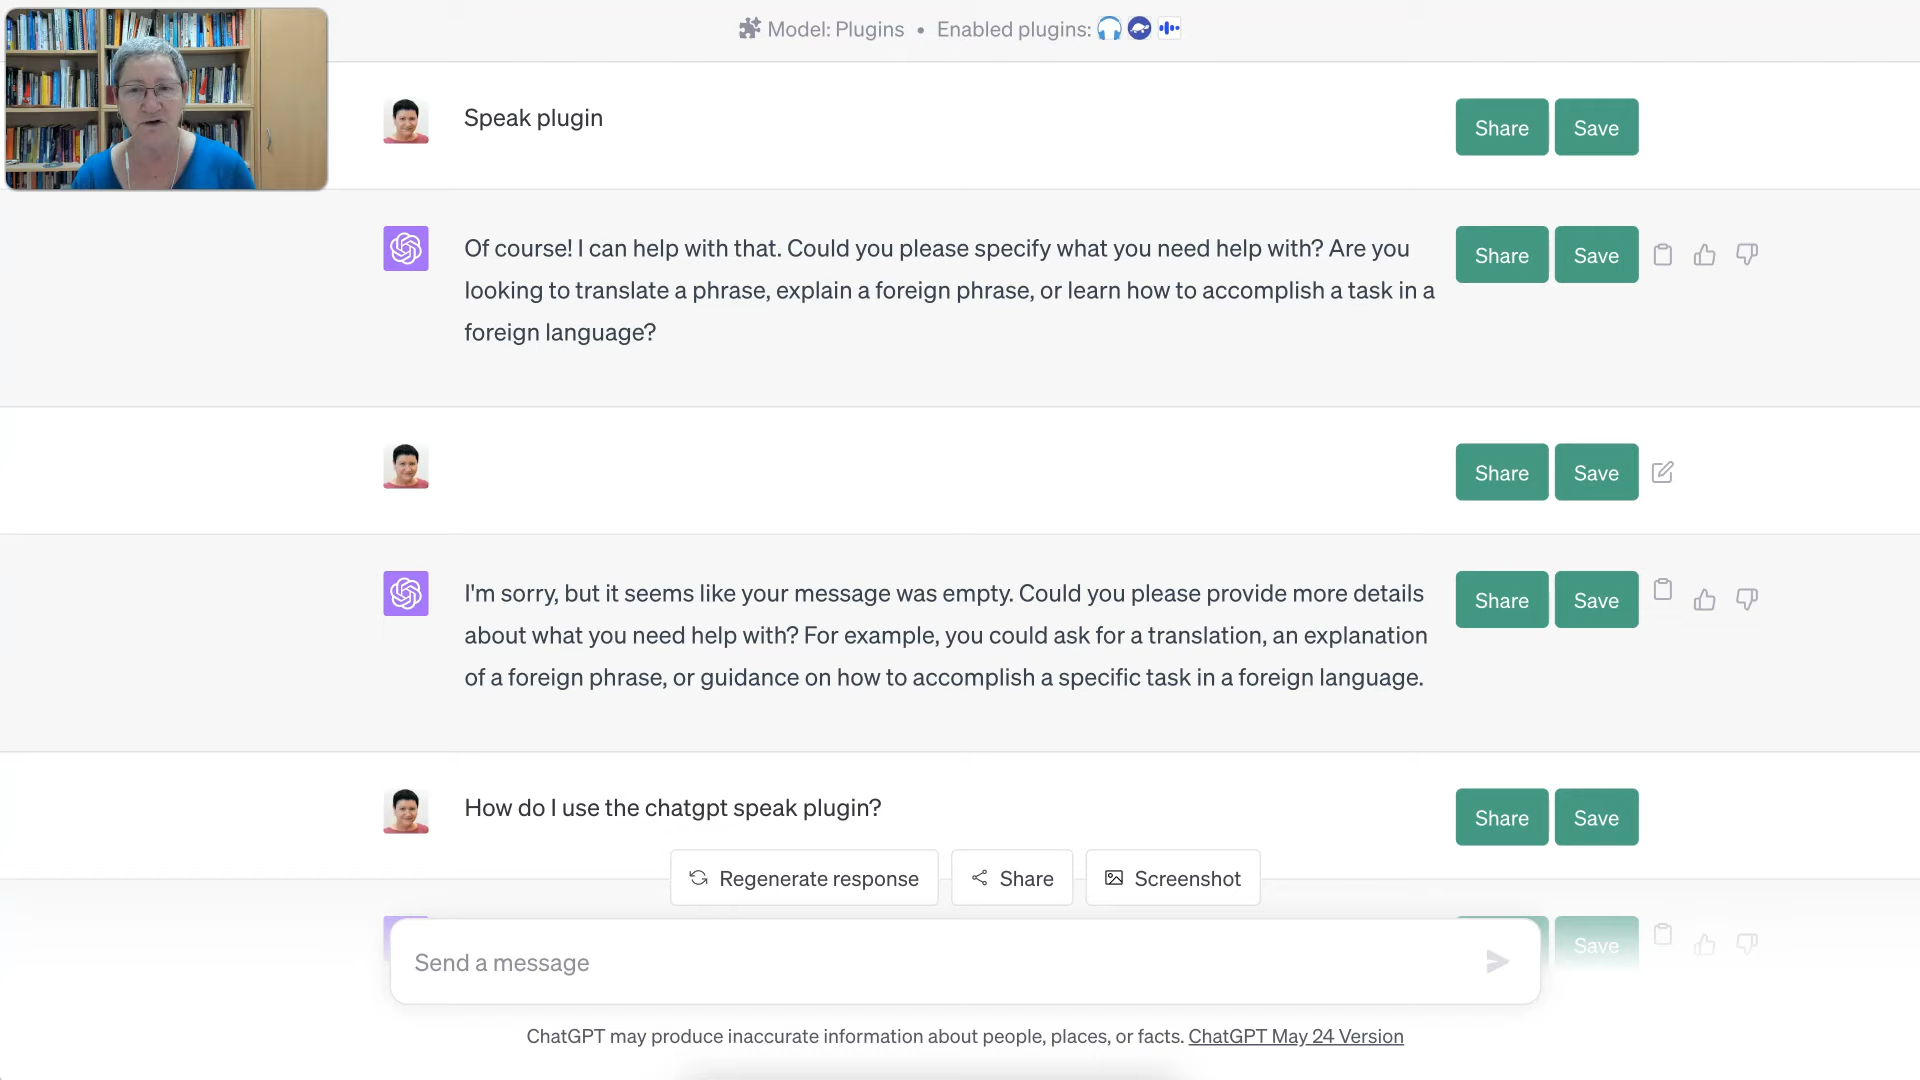 Model: Plugins • Enabled plugins:
Speak plugin
Share Save
Of course! I can help with that. Could you please specify what you need help with? Are you
looking to translate a phrase, explain a foreign phrase, or learn how to accomplish a task in a
foreign language?
Share Save
Share Save
I'm sorry, but it seems like your message was empty. Could you please provide more details
about what you need help with? For example, you could ask for a translation, an explanation
of a foreign phrase, or guidance on how to accomplish a specific task in a foreign language.
Share Save
How do I use the chatgpt speak plugin?
Share Save
Regenerate response Share Screenshot
Save
Send a message
ChatGPT may produce inaccurate information about people, places, or facts. ChatGPT May 24 Version